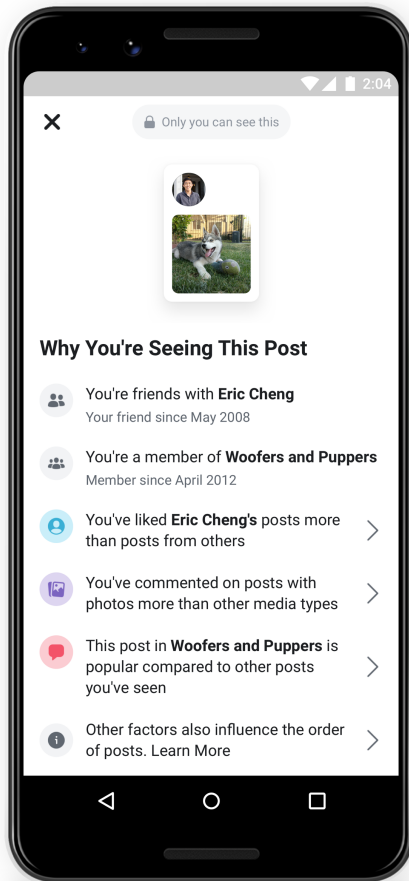 2:04
Only you can see this
Why You're Seeing This Post
You're friends with Eric Cheng
Your friend since May 2008
You're a member of Woofers and Puppers
Member since April 2012
You've liked Eric Cheng's posts more
than posts from others
You've commented on posts with
photos more than other media types
This post in Woofers and Puppers is
popular compared to other posts
you've seen
Other factors also influence the order
of posts. Learn More